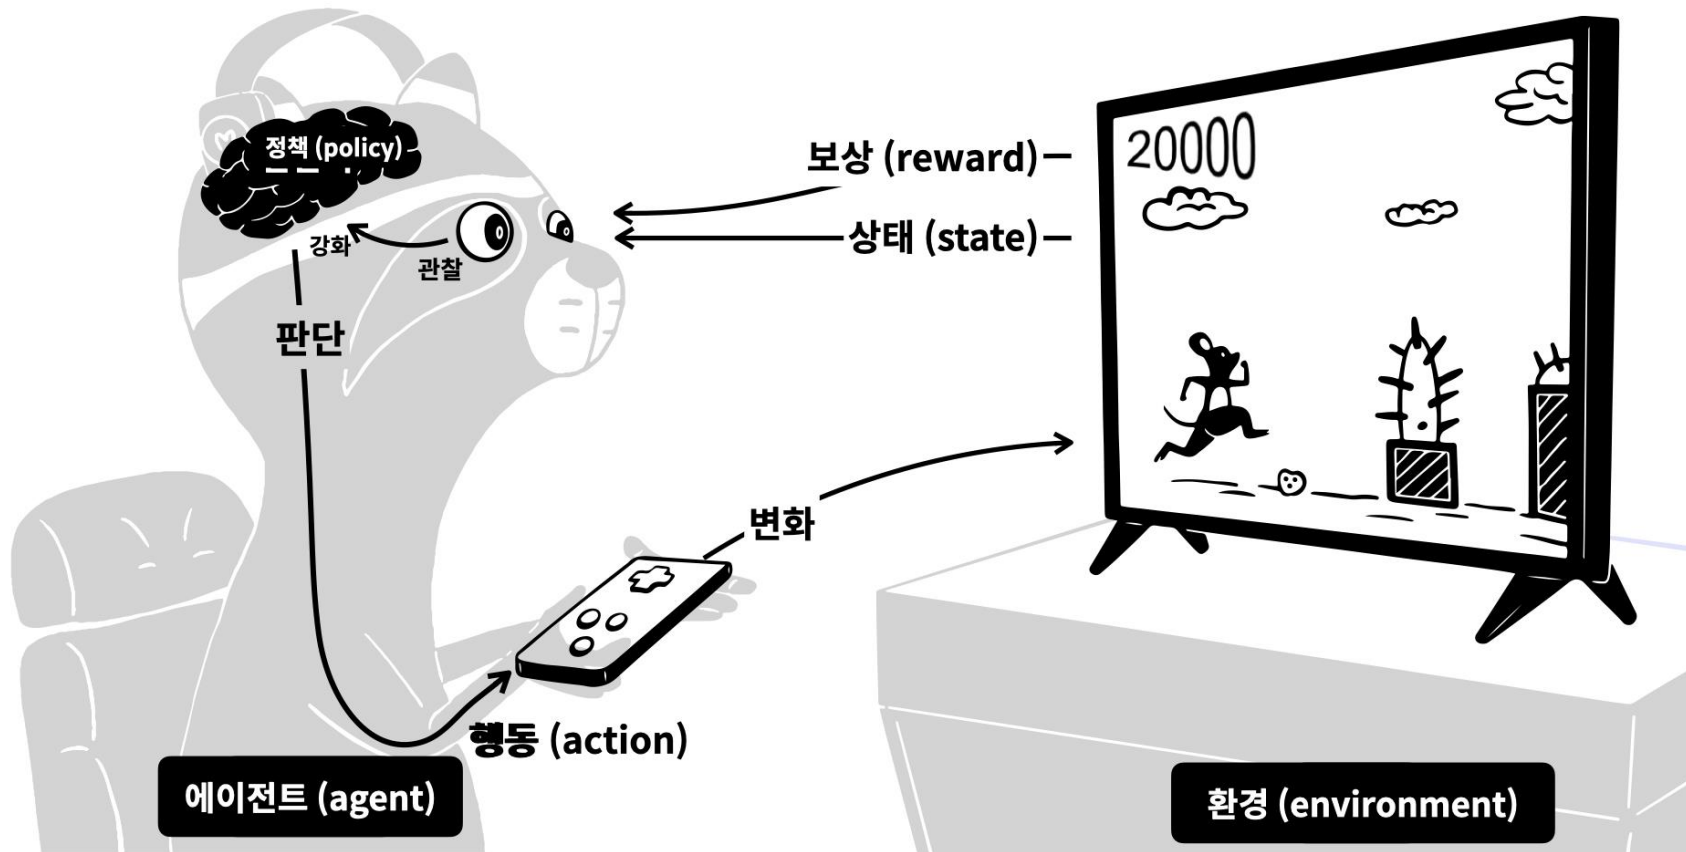 정책 (policy)
보상 (reward)
20000
상태 (state)
강화
관찰
판단
변화
행동 (action)
에이전트 (agent)
환경 (environment)